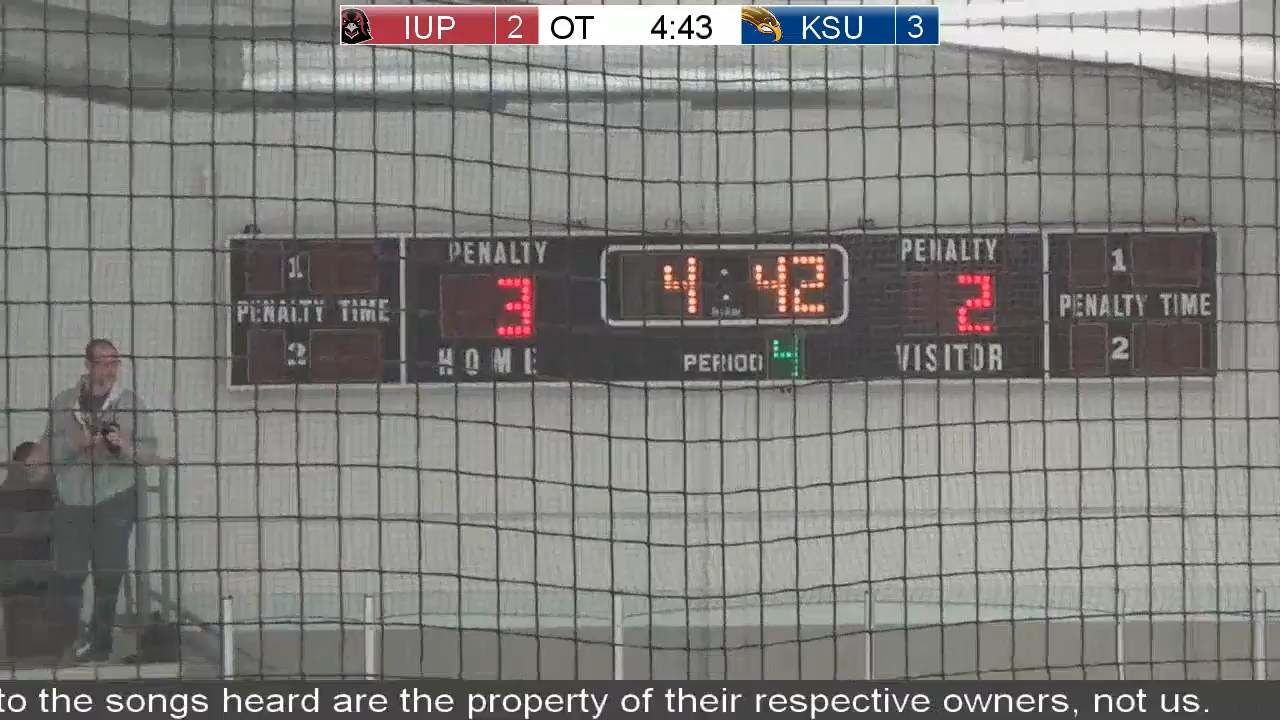 IUP 2 OT 4:43 KSU 3
PENALTY PENALTY
1 4:42 1
3 2
PENALTY TIME PENALTY TIME
2 HOME PERIOD 4 VISITOR 2
to the songs heard are the property of their respective owners, not us.